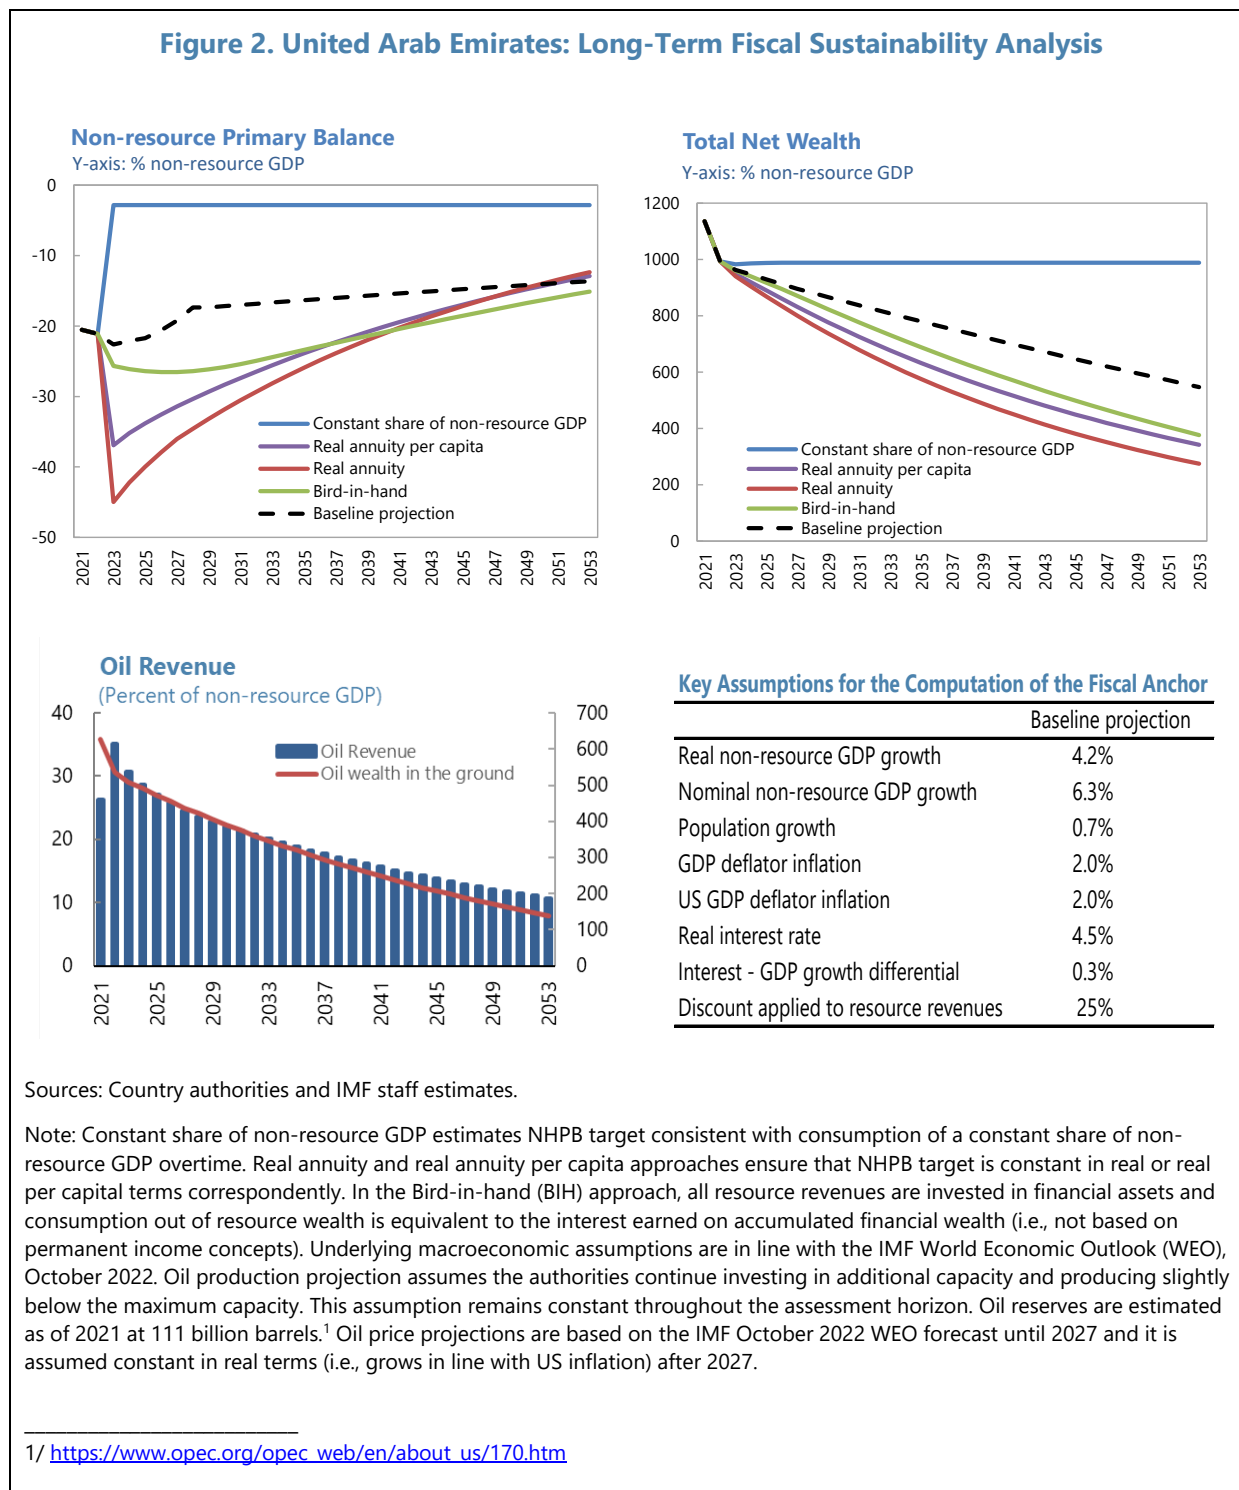 Figure 2. United Arab Emirates: Long-Term Fiscal Sustainability Analysis
Non-resource Primary Balance
Y-axis: % non-resource GDP
0
-10
-20
-30
-40
-50
Constant share of non-resource GDP
Real annuity per capita
Real annuity
Bird-in-hand
Baseline projection
2021
2023
2025
2027
2029
2031
2033
2035
2037
2039
2041
2043
2045
2047
2049
2051
2053
Total Net Wealth
Y-axis: % non-resource GDP
1200
1000
800
600
400
200
0
Constant share of non-resource GDP
Real annuity per capita
Real annuity
Bird-in-hand
Baseline projection
2021
2023
2025
2027
2029
2031
2033
2035
2037
2039
2041
2043
2045
2047
2049
2051
2053
Oil Revenue
(Percent of non-resource GDP)
40
30
20
10
0
700
600
500
400
300
200
100
0
Oil Revenue
Oil wealth in the ground
2021
2025
2029
2033
2037
2041
2045
2049
2053
Key Assumptions for the Computation of the Fiscal Anchor
Baseline projection
Real non-resource GDP growth 4.2%
Nominal non-resource GDP growth 6.3%
Population growth 0.7%
GDP deflator inflation 2.0%
US GDP deflator inflation 2.0%
Real interest rate 4.5%
Interest - GDP growth differential 0.3%
Discount applied to resource revenues 25%
Sources: Country authorities and IMF staff estimates.
Note: Constant share of non-resource GDP estimates NHPB target consistent with consumption of a constant share of non-
resource GDP overtime. Real annuity and real annuity per capita approaches ensure that NHPB target is constant in real or real
per capital terms correspondently. In the Bird-in-hand (BIH) approach, all resource revenues are invested in financial assets and
consumption out of resource wealth is equivalent to the interest earned on accumulated financial wealth (i.e., not based on
permanent income concepts). Underlying macroeconomic assumptions are in line with the IMF World Economic Outlook (WEO),
October 2022. Oil production projection assumes the authorities continue investing in additional capacity and producing slightly
below the maximum capacity. This assumption remains constant throughout the assessment horizon. Oil reserves are estimated
as of 2021 at 111 billion barrels.1 Oil price projections are based on the IMF October 2022 WEO forecast until 2027 and it is
assumed constant in real terms (i.e., grows in line with US inflation) after 2027.
1/ https://www.opec.org/opec_web/en/about_us/170.htm